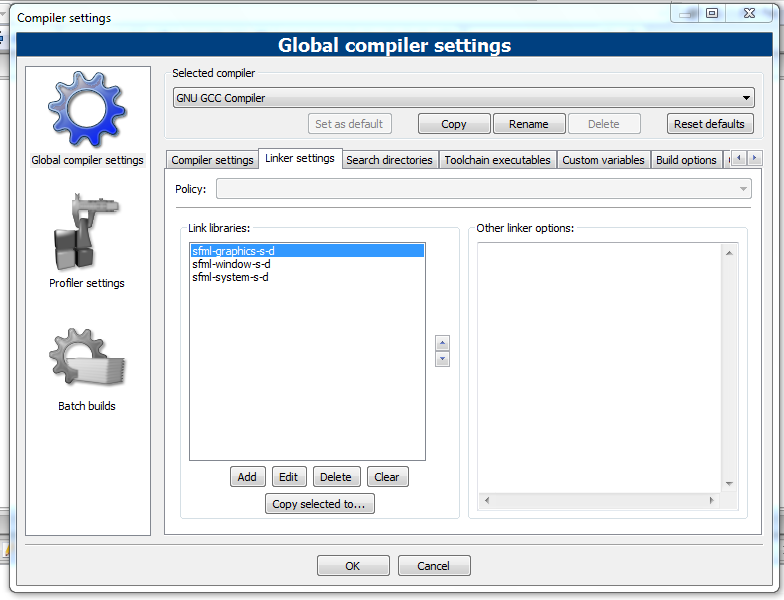 Compiler settings
Global compiler settings
Global compiler settings
Profiler settings
Batch builds
Selected compiler
GNU GCC Compiler
Set as default
Copy
Rename
Delete
Reset defaults
Compiler settings
Linker settings
Search directories
Toolchain executables
Custom variables
Build options
Policy:
Link libraries:
sfml-graphics-s-d
sfml-window-s-d
sfml-system-s-d
Add
Edit
Delete
Clear
Copy selected to...
Other linker options:
OK
Cancel